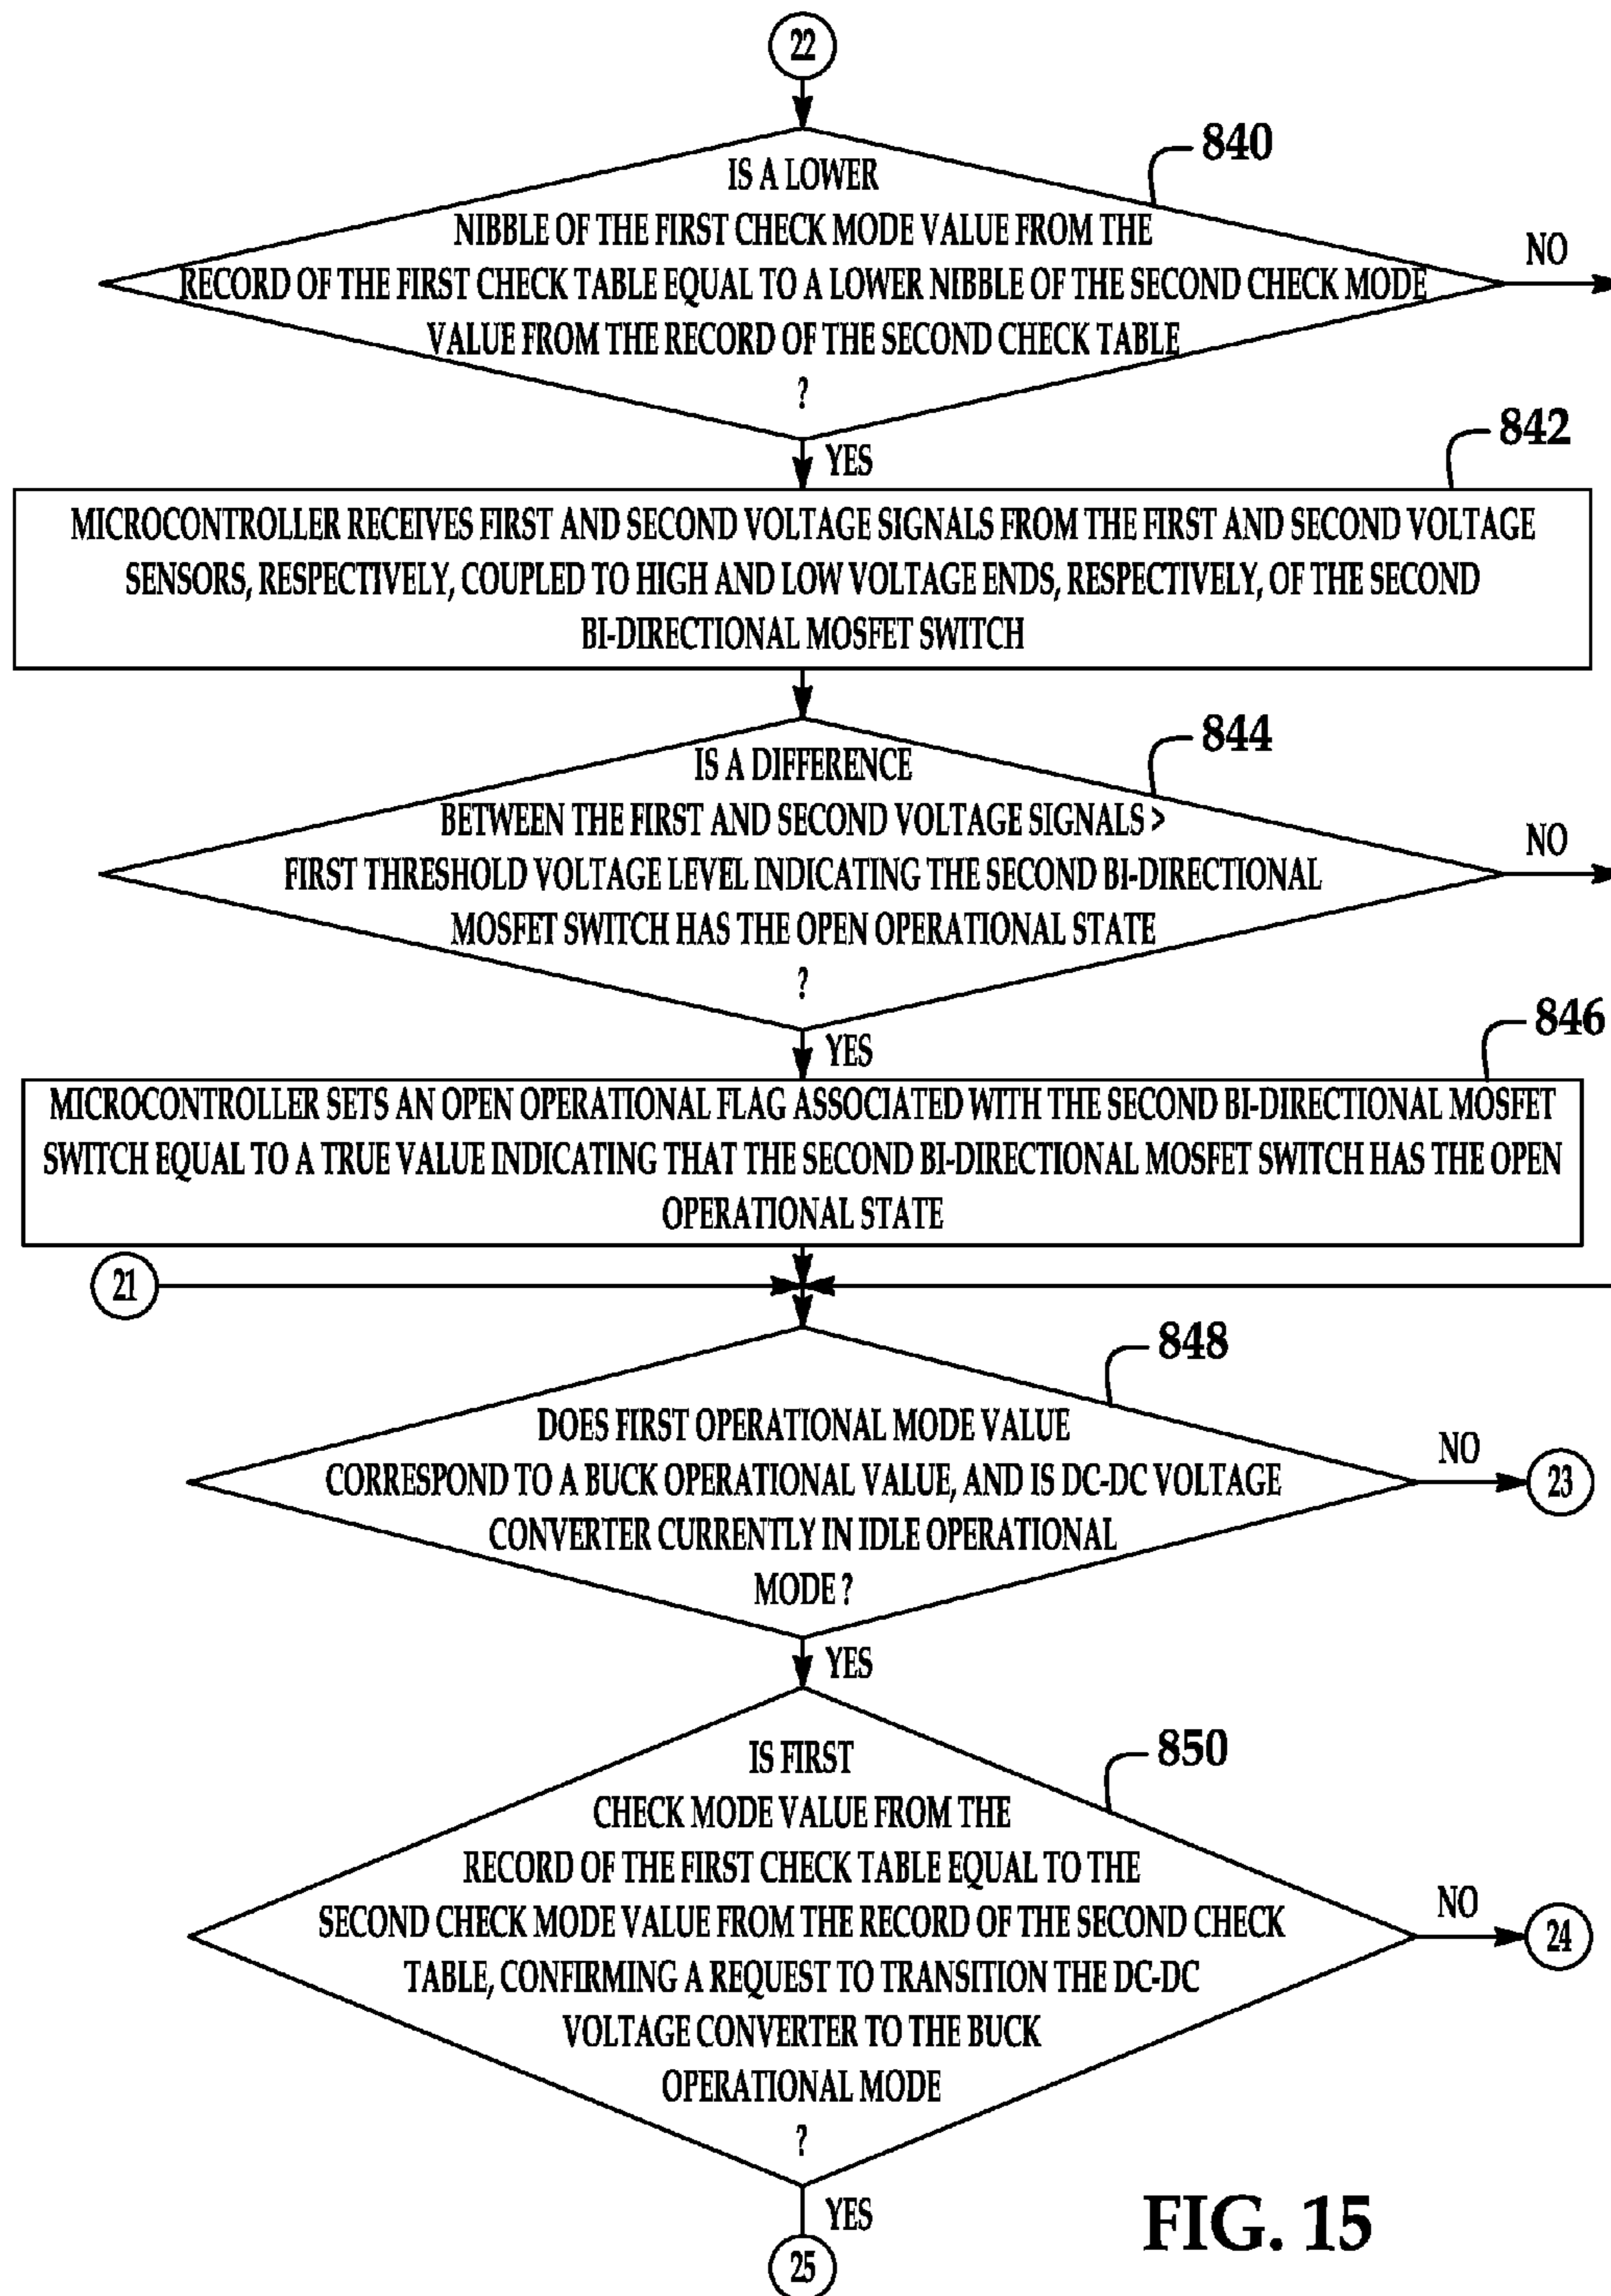 22
840
IS A LOWER
NIBBLE OF THE FIRST CHECK MODE VALUE FROM THE
RECORD OF THE FIRST CHECK TABLE EQUAL TO A LOWER NIBBLE OF THE SECOND CHECK MODE
VALUE FROM THE RECORD OF THE SECOND CHECK TABLE
?
NO
YES
842
MICROCONTROLLER RECEIVES FIRST AND SECOND VOLTAGE SIGNALS FROM THE FIRST AND SECOND VOLTAGE
SENSORS, RESPECTIVELY, COUPLED TO HIGH AND LOW VOLTAGE ENDS, RESPECTIVELY, OF THE SECOND
BI-DIRECTIONAL MOSFET SWITCH
844
IS A DIFFERENCE
BETWEEN THE FIRST AND SECOND VOLTAGE SIGNALS >
FIRST THRESHOLD VOLTAGE LEVEL INDICATING THE SECOND BI-DIRECTIONAL
MOSFET SWITCH HAS THE OPEN OPERATIONAL STATE
?
NO
YES
846
MICROCONTROLLER SETS AN OPEN OPERATIONAL FLAG ASSOCIATED WITH THE SECOND BI-DIRECTIONAL MOSFET
SWITCH EQUAL TO A TRUE VALUE INDICATING THAT THE SECOND BI-DIRECTIONAL MOSFET SWITCH HAS THE OPEN
OPERATIONAL STATE
21
848
DOES FIRST OPERATIONAL MODE VALUE
CORRESPOND TO A BUCK OPERATIONAL VALUE, AND IS DC-DC VOLTAGE
CONVERTER CURRENTLY IN IDLE OPERATIONAL
MODE ?
NO
23
YES
850
IS FIRST
CHECK MODE VALUE FROM THE
RECORD OF THE FIRST CHECK TABLE EQUAL TO THE
SECOND CHECK MODE VALUE FROM THE RECORD OF THE SECOND CHECK
TABLE, CONFIRMING A REQUEST TO TRANSITION THE DC-DC
VOLTAGE CONVERTER TO THE BUCK
OPERATIONAL MODE
?
NO
24
YES
25
FIG. 15